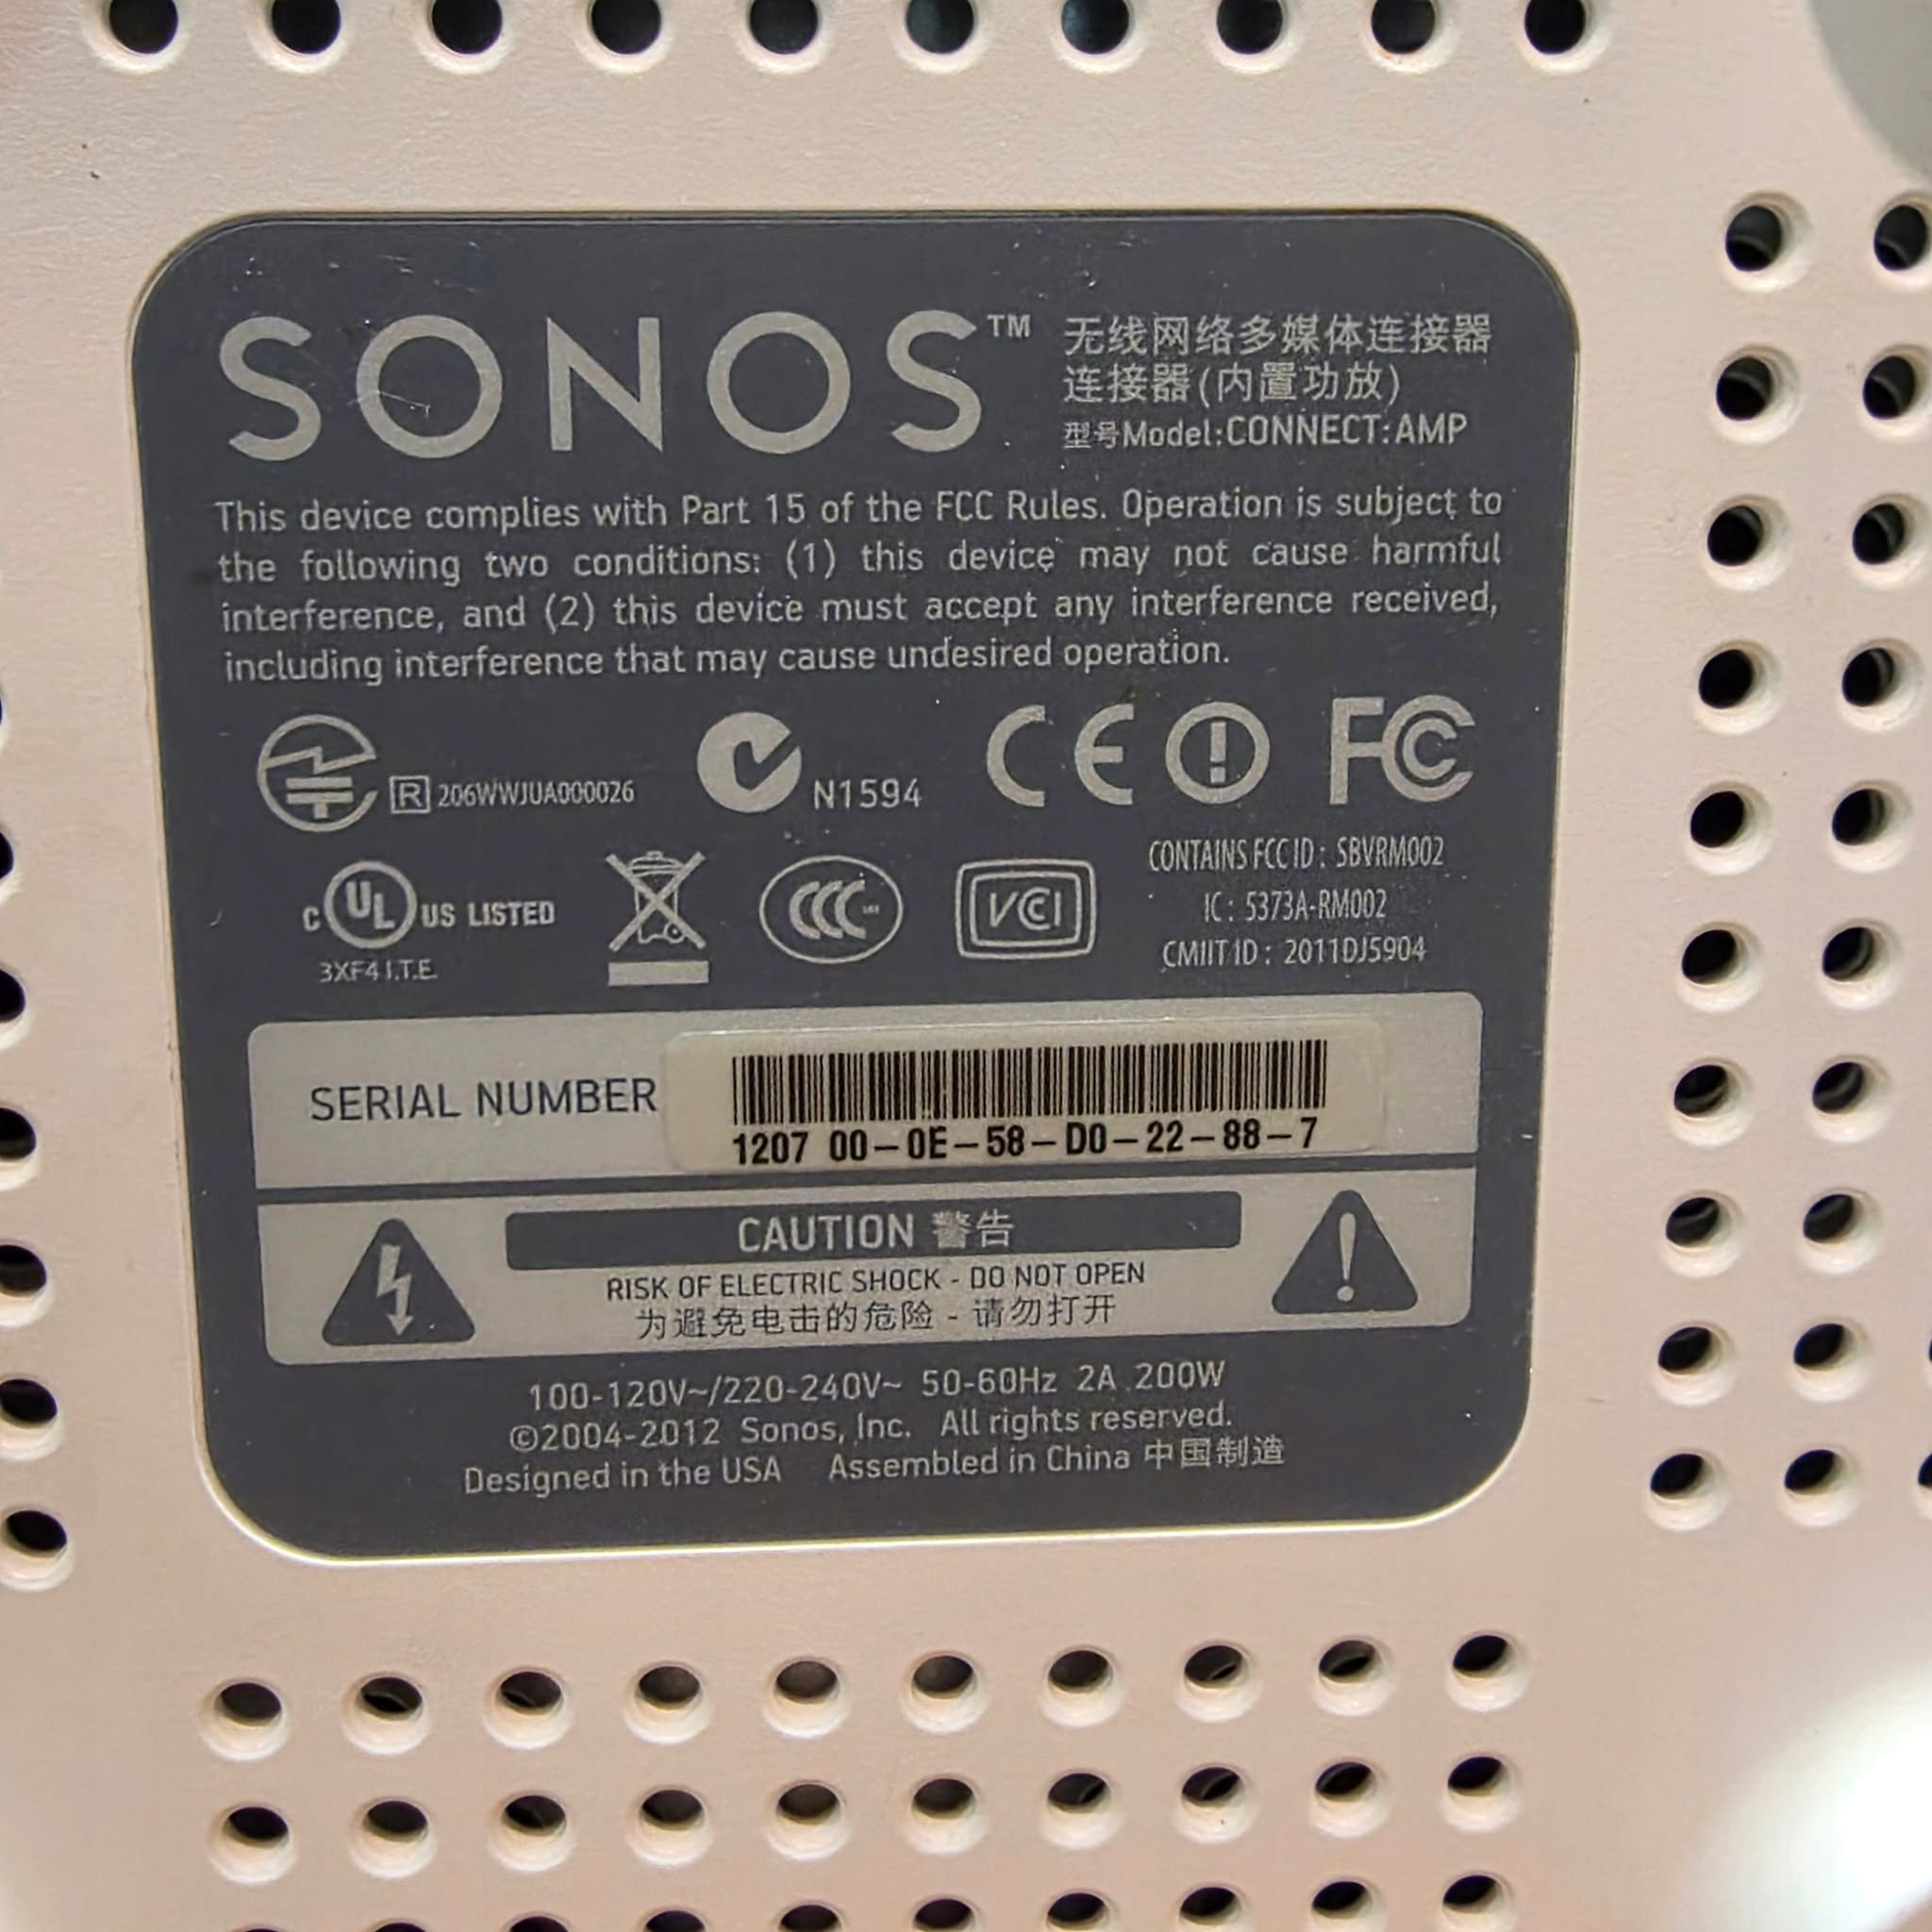 SONOS™
无线网络多媒体连接器
连接器(内置功放)
型号Model:CONNECT:AMP
This device complies with Part 15 of the FCC Rules. Operation is subject to
the following two conditions: (1) this device may not cause harmful
interference, and (2) this device must accept any interference received,
including interference that may cause undesired operation.
R 206WWJUA000026
N1594
CE FC
C UL US LISTED
3XF4 I.T.E.
CCC
VCCI
CONTAINS FCC ID : SBVRM002
IC : 5373A-RM002
CMIIT ID : 2011DJ5904
SERIAL NUMBER
1207 00-0E-58-D0-22-88-7
CAUTION 警告
RISK OF ELECTRIC SHOCK - DO NOT OPEN
为避免电击的危险 - 请勿打开
100-120V~/220-240V~ 50-60Hz 2A 200W
©2004-2012 Sonos, Inc. All rights reserved.
Designed in the USA Assembled in China 中国制造